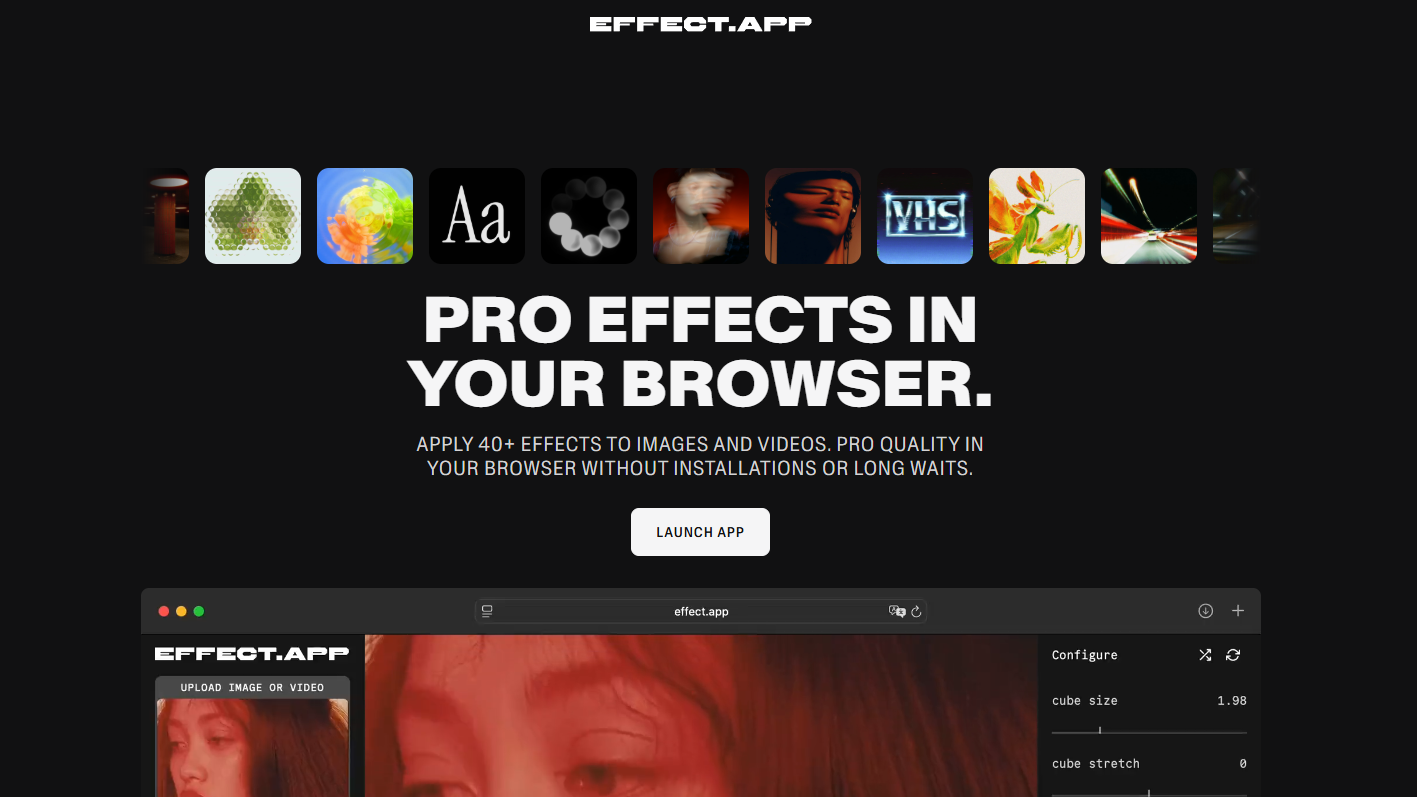 EFFECT.APP
Aa
VHS
PRO EFFECTS IN
YOUR BROWSER.
APPLY 40+ EFFECTS TO IMAGES AND VIDEOS. PRO QUALITY IN
YOUR BROWSER WITHOUT INSTALLATIONS OR LONG WAITS.
LAUNCH APP
effect.app
EFFECT.APP
UPLOAD IMAGE OR VIDEO
Configure
cube size 1.98
cube stretch 0